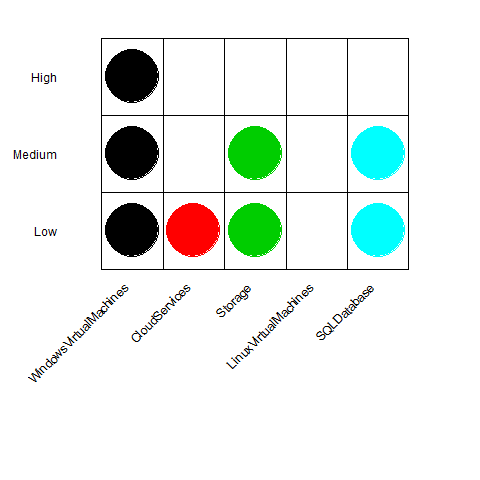 High
Medium
Low
WindowsVirtualMachines
CloudServices
Storage
LinuxVirtualMachines
SQLDatabase